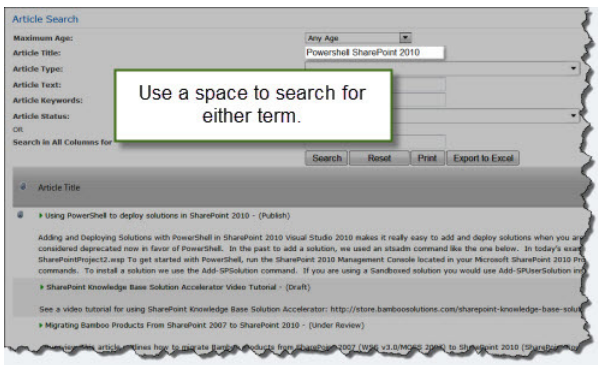 Article Search
Maximum Age: Any Age
Article Title: Powershell SharePoint 2010
Article Type:
Article Text:
Article Keywords:
Article Status:
OR
Search in All Columns for
Use a space to search for
either term.
Search Reset Print Export to Excel
Article Title
Using PowerShell to deploy solutions in SharePoint 2010 - (Publish)
Adding and Deploying Solutions with PowerShell in SharePoint 2010 Visual Studio 2010 makes it really easy to add and deploy solutions when you are
considered deprecated now in favor of PowerShell. In the past to add a solution, we used an stsadm command like the one below. In today's
SharePointProject2.wsp To get started with PowerShell, run the SharePoint 2010 Management Console located in your Microsoft SharePoint 2010
commands. To install a solution we use the Add-SPSolution command. If you are using a Sandboxed solution you would use Add-SPUserSolution
SharePoint Knowledge Base Solution Accelerator Video Tutorial - (Draft)
See a video tutorial for using SharePoint Knowledge Base Solution Accelerator: http://store.bamboosolutions.com/sharepoint-knowledge-base-solut
Migrating Bamboo Products From SharePoint 2007 to SharePoint 2010 - (Under Review)
article outlines how to migrate Bamboo products from SharePoint 2007 (WSS v3.0/MOSS 2007) to SharePoint 2010